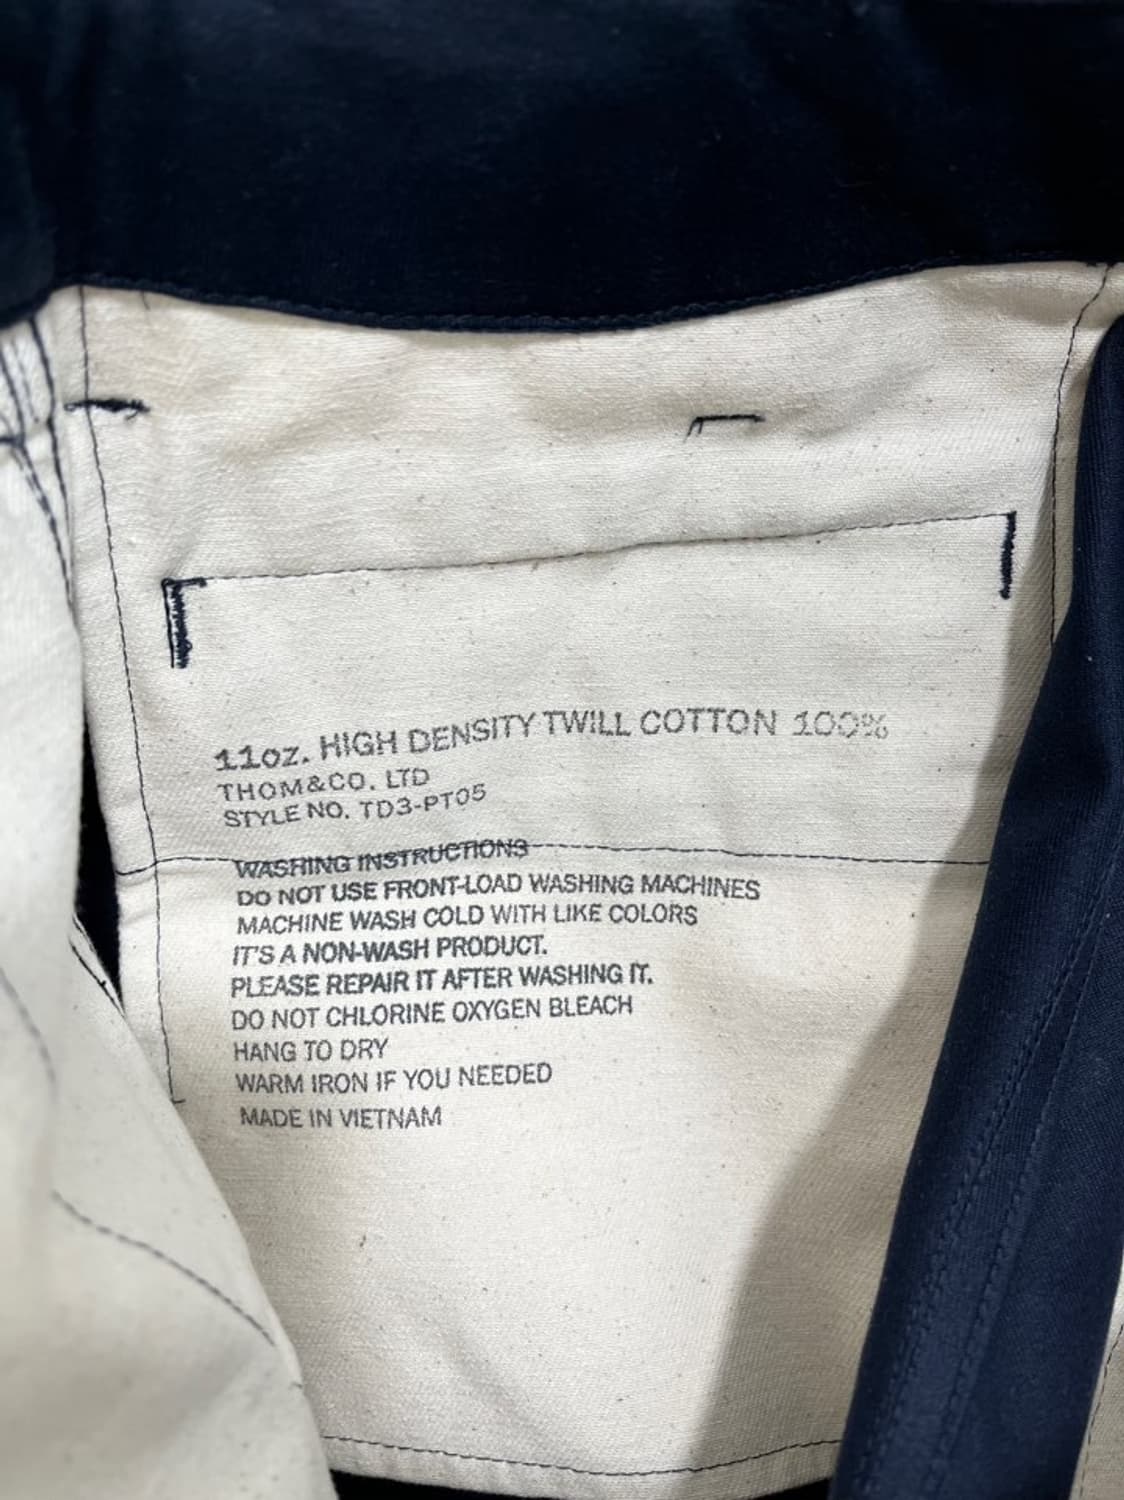 11oz. HIGH DENSITY TWILL COTTON 100%
THOM&CO. LTD
STYLE NO. TD3-PT05
WASHING INSTRUCTIONS
DO NOT USE FRONT-LOAD WASHING MACHINES
MACHINE WASH COLD WITH LIKE COLORS
IT'S A NON-WASH PRODUCT.
PLEASE REPAIR IT AFTER WASHING IT.
DO NOT CHLORINE OXYGEN BLEACH
HANG TO DRY
WARM IRON IF YOU NEEDED
MADE IN VIETNAM